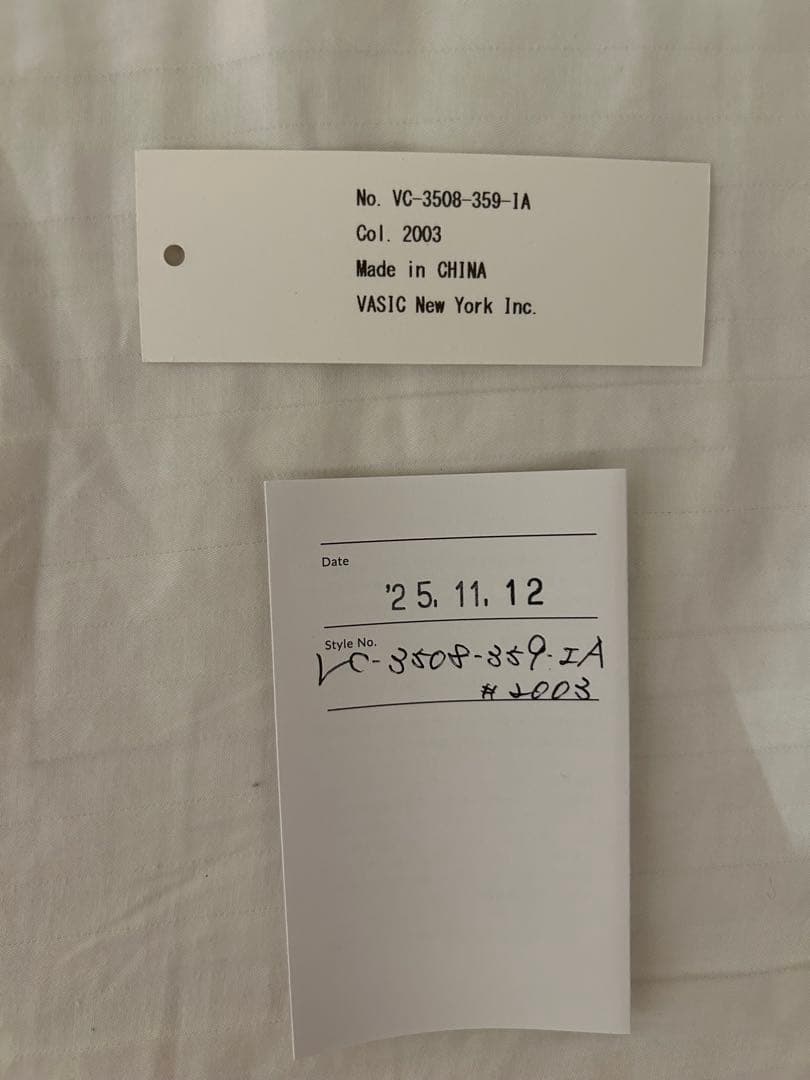 No. VC-3508-359-IA
Col. 2003
Made in CHINA
VASIC New York Inc.
Date
'25. 11. 12
Style No.
VC-3508-359-IA
# 2003